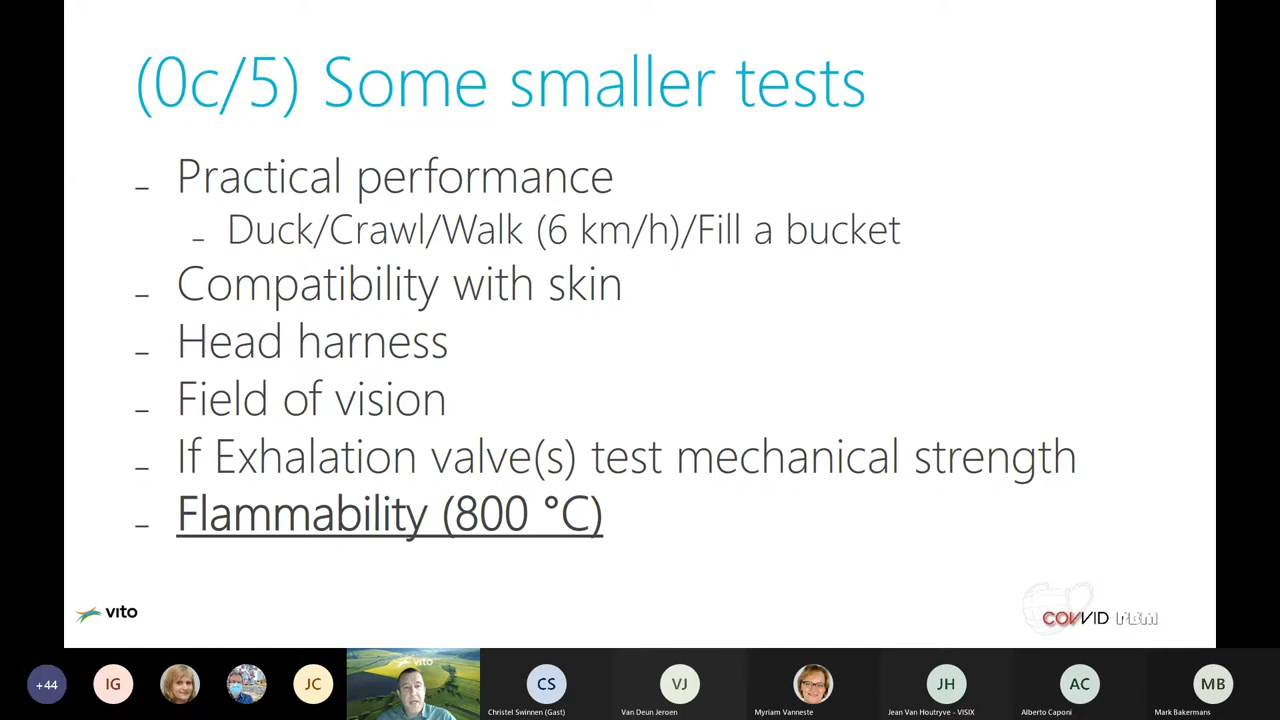 (0c/5) Some smaller tests
– Practical performance
– Duck/Crawl/Walk (6 km/h)/Fill a bucket
– Compatibility with skin
– Head harness
– Field of vision
– If Exhalation valve(s) test mechanical strength
– Flammability (800 °C)
vito
COVVID PBM
+44
IG
JC
vito
CS
VJ
JH
AC
MB
Christel Swinnen (Gast)
Van Deun Jeroen
Myriam Vanneste
Jean Van Houtryve - VISIX
Alberto Caponi
Mark Bakermans